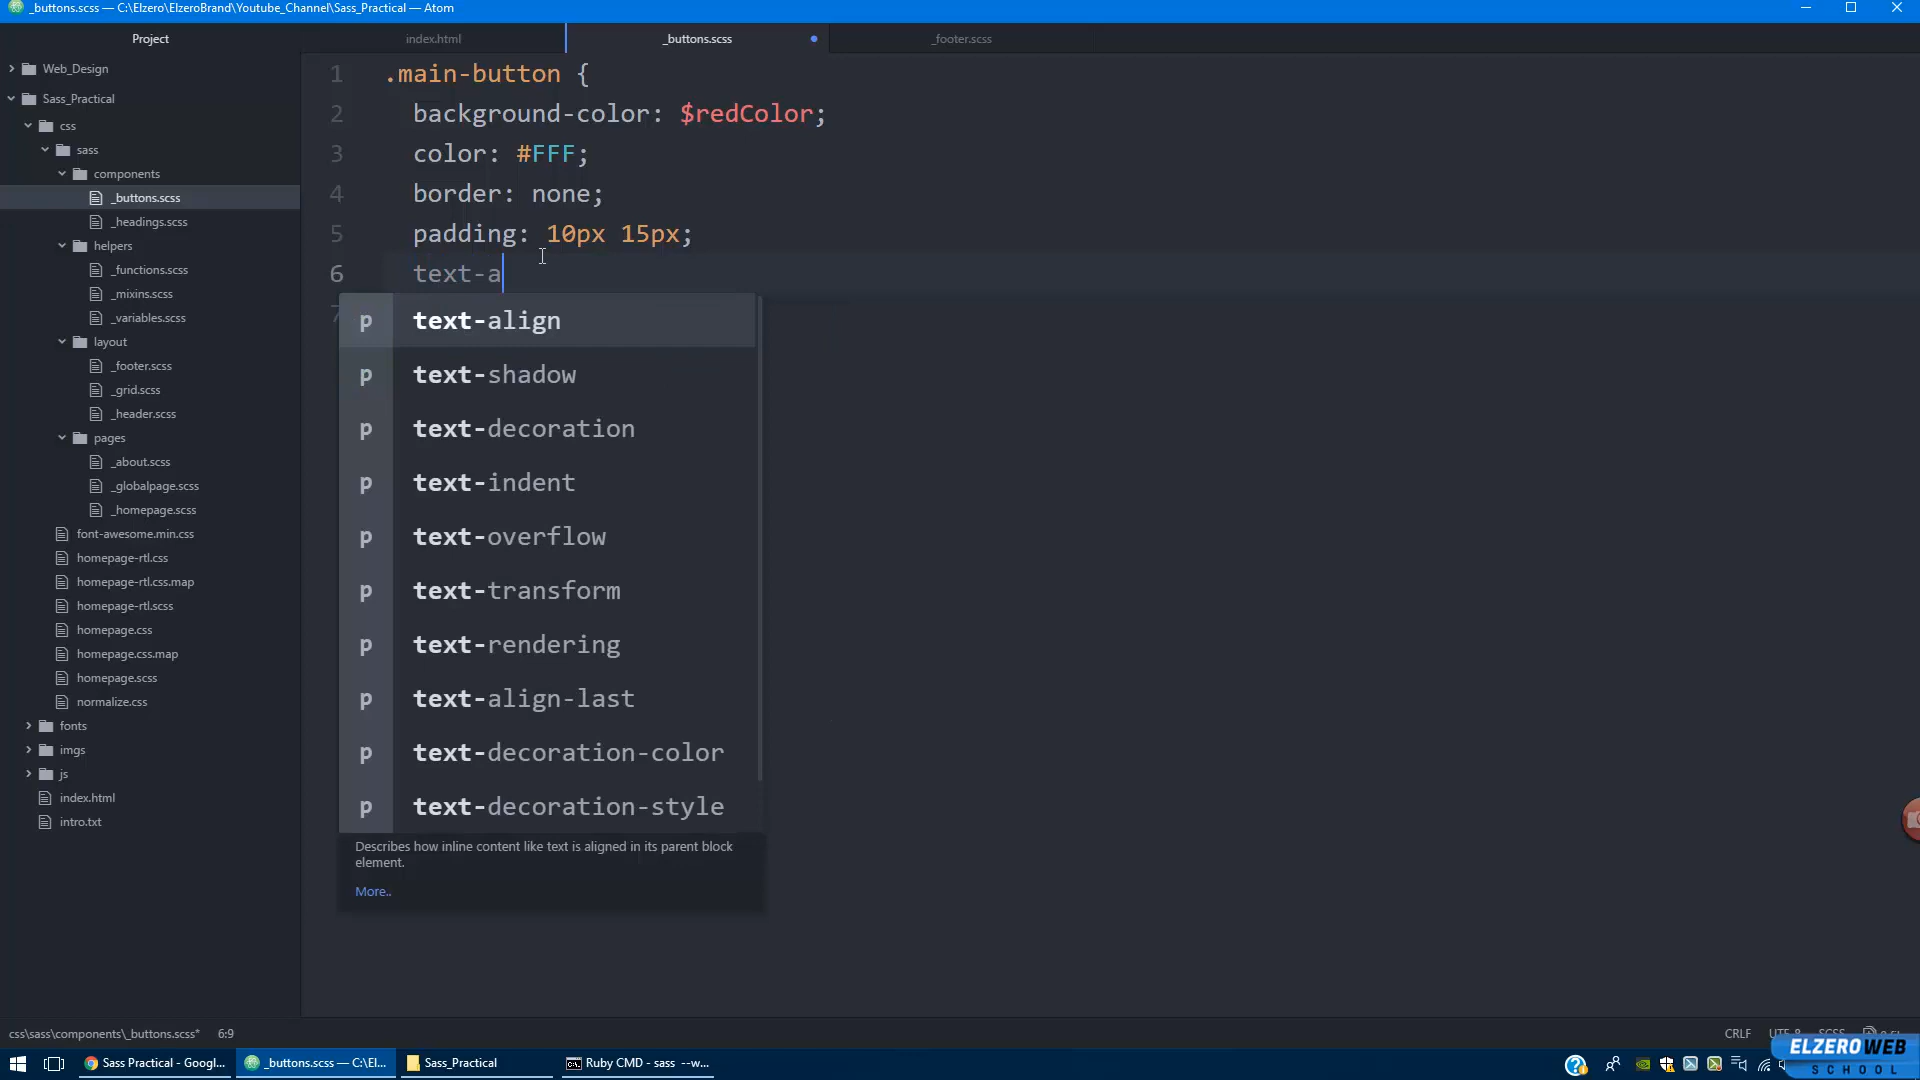 _buttons.scss — C:\Elzero\ElzeroBrand\Youtube_Channel\Sass_Practical — Atom
Project
index.html
_buttons.scss
_footer.scss
Web_Design
Sass_Practical
css
sass
components
_buttons.scss
_headings.scss
helpers
_functions.scss
_mixins.scss
_variables.scss
layout
_footer.scss
_grid.scss
_header.scss
pages
_about.scss
_globalpage.scss
_homepage.scss
font-awesome.min.css
homepage-rtl.css
homepage-rtl.css.map
homepage-rtl.scss
homepage.css
homepage.css.map
homepage.scss
normalize.css
fonts
imgs
js
index.html
intro.txt
1 .main-button {
2 background-color: $redColor;
3 color: #FFF;
4 border: none;
5 padding: 10px 15px;
6 text-a
7
p text-align
p text-shadow
p text-decoration
p text-indent
p text-overflow
p text-transform
p text-rendering
p text-align-last
p text-decoration-color
p text-decoration-style
Describes how inline content like text is aligned in its parent block
element.
More..
css\sass\components\_buttons.scss* 6:9
CRLF UTF-8 SCSS
Sass Practical - Googl...
_buttons.scss — C:\El...
Sass_Practical
Ruby CMD - sass --w...
ELZEROWEB
SCHOOL